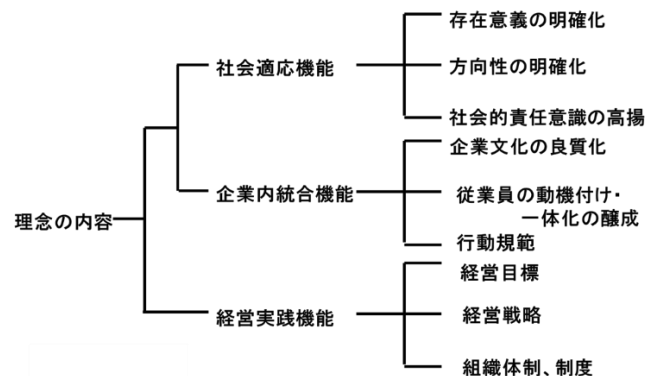 存在意義の明確化
社会適応機能
方向性の明確化
社会的責任意識の高揚
企業文化の良質化
企業内統合機能
従業員の動機付け・
一体化の醸成
理念の内容
行動規範
経営目標
経営実践機能
経営戦略
組織体制、制度